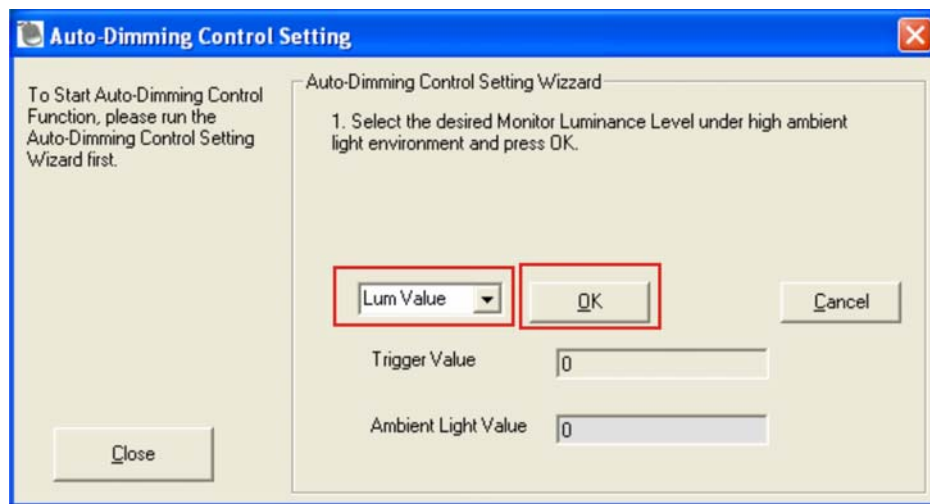 Auto-Dimming Control Setting
To Start Auto-Dimming Control
Function, please run the
Auto-Dimming Control Setting
Wizard first.
Auto-Dimming Control Setting Wizzard
1. Select the desired Monitor Luminance Level under high ambient
light environment and press OK.
Lum Value
OK
Cancel
Trigger Value
0
Ambient Light Value
0
Close